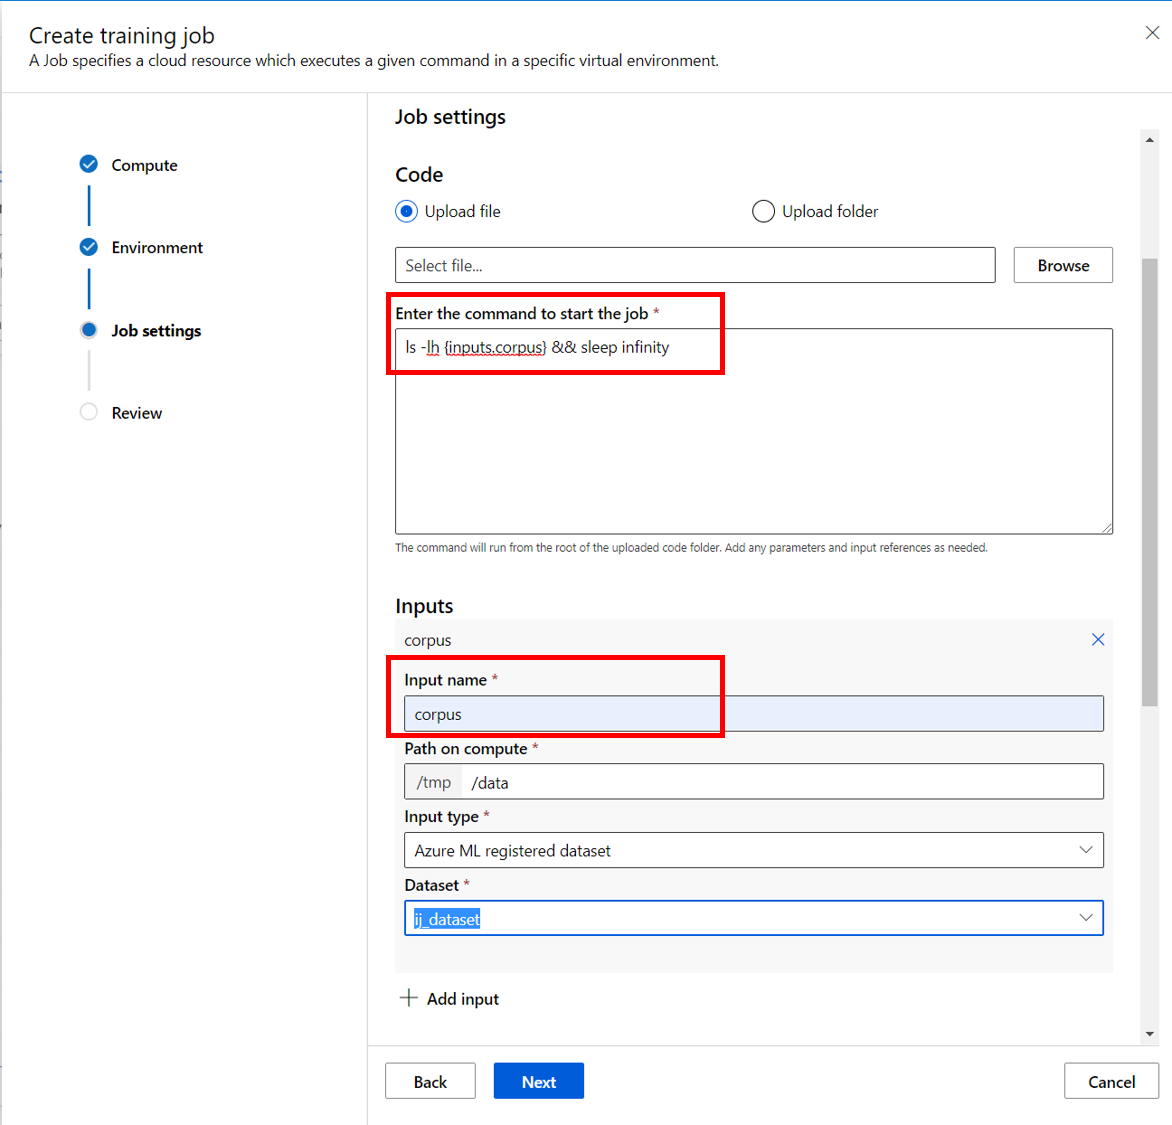 Create training job
A Job specifies a cloud resource which executes a given command in a specific virtual environment.
Compute
Environment
Job settings
Review
Job settings
Code
Upload file Upload folder
Select file... Browse
Enter the command to start the job *
ls -lh {inputs.corpus} && sleep infinity
The command will run from the root of the uploaded code folder. Add any parameters and input references as needed.
Inputs
corpus
Input name *
corpus
Path on compute *
/tmp /data
Input type *
Azure ML registered dataset
Dataset *
ij_dataset
Add input
Back Next Cancel